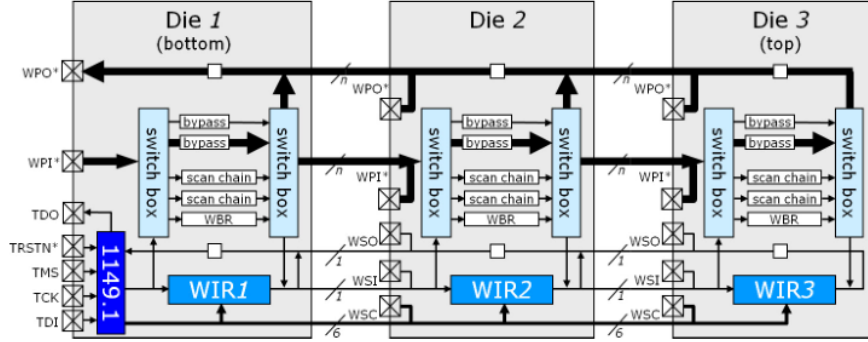 Die 1
(bottom)
Die 2
Die 3
(top)
WPO*
n
WPO*
n
WPO*
switch box
bypass
bypass
scan chain
scan chain
WBR
switch box
switch box
bypass
bypass
scan chain
scan chain
WBR
switch box
switch box
bypass
bypass
scan chain
scan chain
WBR
switch box
WPI*
n
WPI*
n
WPI*
TDO
TRSTN*
TMS
TCK
TDI
1149.1
WSO
1
WSO
1
WIR1
WSI
1
WIR2
WSI
1
WIR3
WSC
6
WSC
6